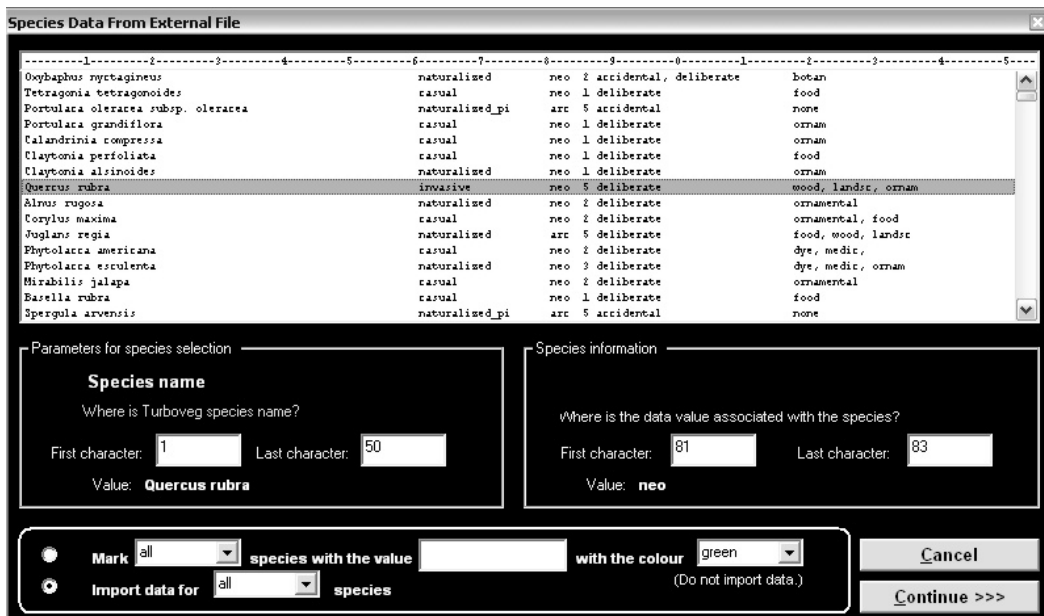 Species Data From External File
---------1---------2---------3---------4---------5---------6---------7---------8---------9---------0---------1---------2---------3---------4---------5----
Oxybaphus nyctagineus naturalized neo 2 accidental, deliberate botan
Tetragonia tetragonoides casual neo 1 deliberate food
Portulaca oleracea subsp. oleracea naturalized_pi arc 5 accidental none
Portulaca grandiflora casual neo 1 deliberate ornam
Calandrinia compressa casual neo 1 deliberate ornam
Claytonia perfoliata casual neo 1 deliberate food
Claytonia alsinoides naturalized neo 1 deliberate ornam
Quercus rubra invasive neo 5 deliberate wood, landsc, ornam
Alnus rugosa naturalized neo 2 deliberate ornamental
Corylus maxima casual neo 2 deliberate ornamental, food
Juglans regia naturalized arc 5 deliberate food, wood, landsc
Phytolacca americana casual neo 2 deliberate dye, medic,
Phytolacca esculenta naturalized neo 3 deliberate dye, medic, ornam
Mirabilis jalapa casual neo 2 deliberate ornamental
Basella rubra casual neo 1 deliberate food
Spergula arvensis naturalized_pi arc 5 accidental none
Parameters for species selection
Species name
Where is Turboveg species name?
First character: 1 Last character: 50
Value: Quercus rubra
Species information
Where is the data value associated with the species?
First character: 81 Last character: 83
Value: neo
Mark all species with the value with the colour green
(Do not import data.)
Import data for all species
Cancel
Continue >>>